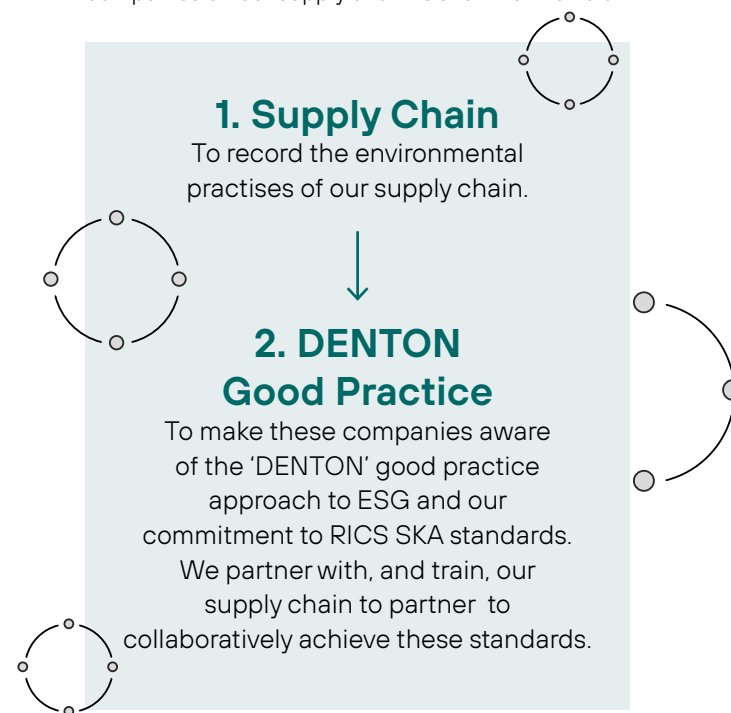 1. Supply Chain
To record the environmental
practises of our supply chain.
2. DENTON
Good Practice
To make these companies aware
of the ‘DENTON’ good practice
approach to ESG and our
commitment to RICS SKA standards.
We partner with, and train, our
supply chain to partner  to
collaboratively achieve these standards.